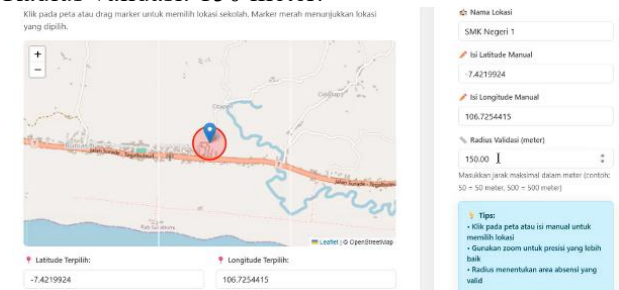 Klik pada peta atau drag marker untuk memilih lokasi sekolah. Marker merah menunjukkan lokasi
yang dipilih.
+
−
Jalan Surade - Tegalbuleud
Leaflet | © OpenStreetMap
Latitude Terpilih:
-7.4219924
Longitude Terpilih:
106.7254415
Nama Lokasi
SMK Negeri 1
Isi Latitude Manual
-7.4219924
Isi Longitude Manual
106.7254415
Radius Validasi (meter)
150.00
Masukkan jarak maksimal dalam meter (contoh:
50 = 50 meter, 500 = 500 meter)
Tips:
• Klik pada peta atau isi manual untuk
memilih lokasi
• Gunakan zoom untuk presisi yang lebih
baik
• Radius menentukan area absensi yang
valid